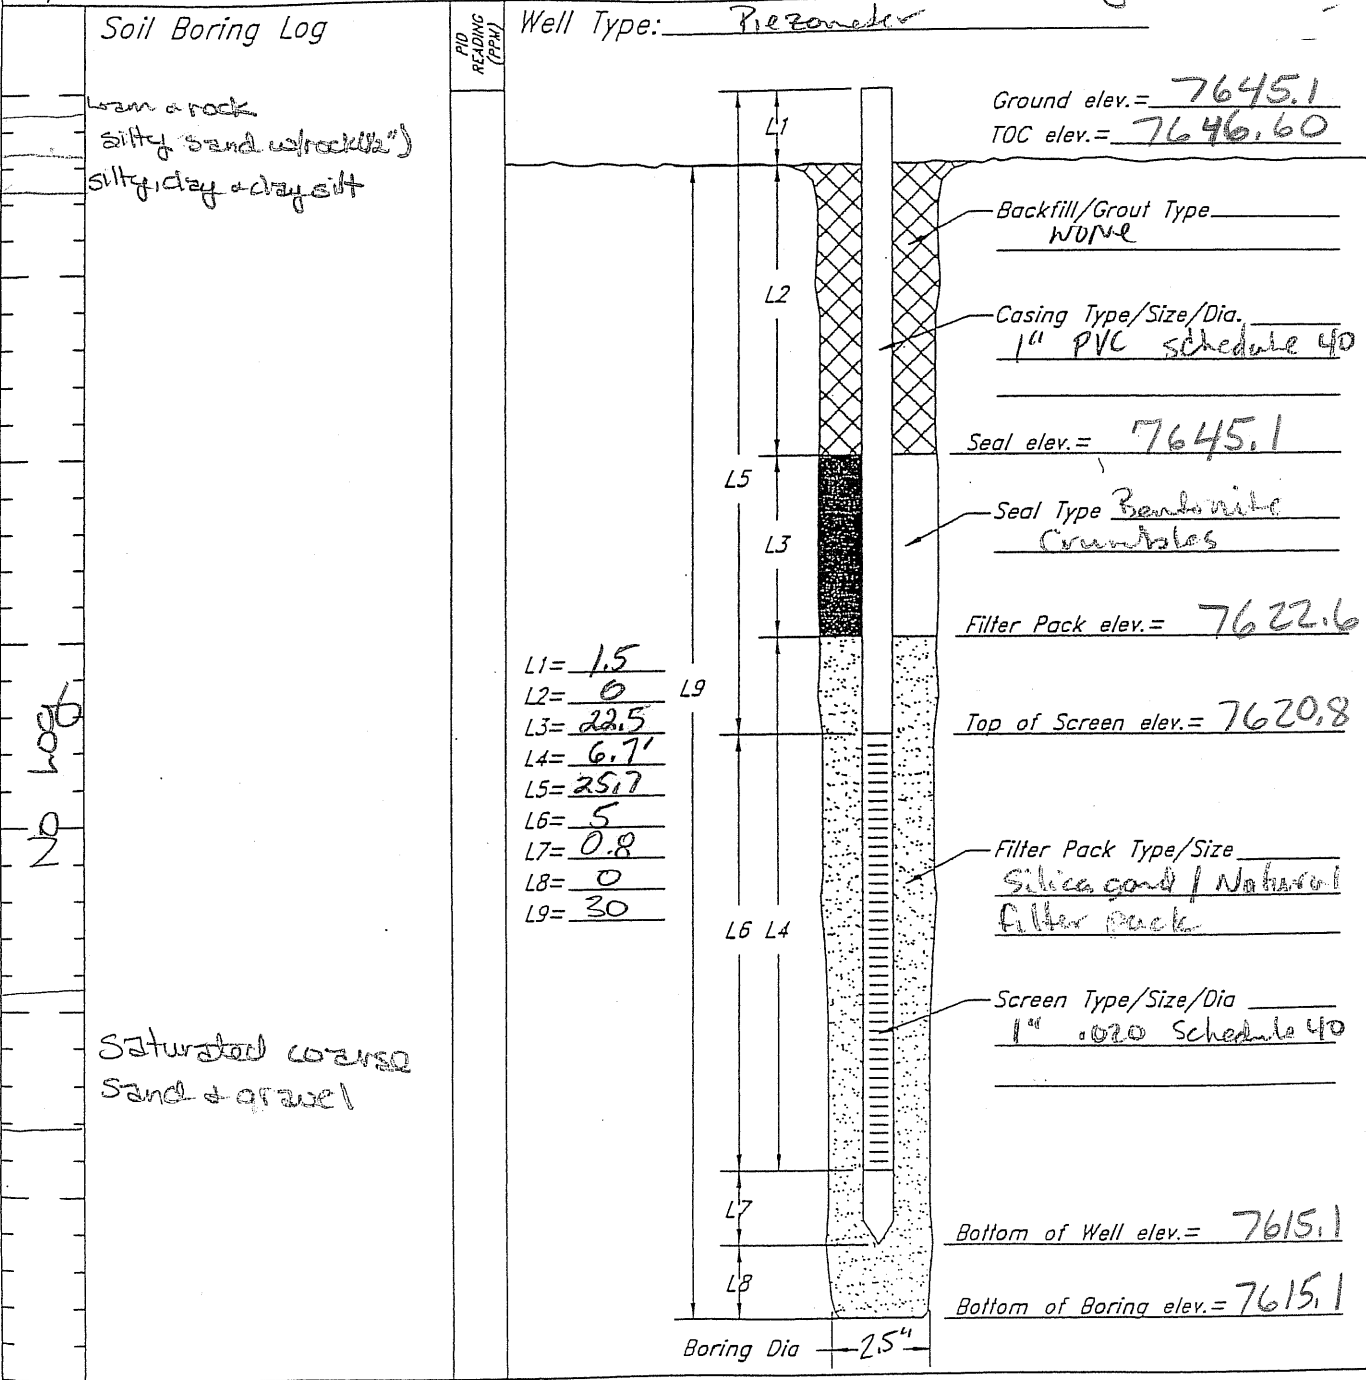 Soil Boring Log
PID READING (PPM)
Well Type: Piezometer
loam & rock
silty sand w/rock(1/2")
silty, clay & clay silt
No Log
Saturated coarse
Sand & gravel
Ground elev.= 7645.1
TOC elev.= 7646.60
Backfill/Grout Type
NONe
Casing Type/Size/Dia.
1" PVC schedule 40
Seal elev.= 7645.1
Seal Type Bentonite
Crumbles
Filter Pack elev.= 7622.6
Top of Screen elev.= 7620.8
Filter Pack Type/Size
Silica sand / Natural
filter pack
Screen Type/Size/Dia
1" .020 Schedule 40
Bottom of Well elev.= 7615.1
Bottom of Boring elev.= 7615.1
L1
L2
L3
L5
L9
L6 L4
L7
L8
L1= 1.5
L2= 0
L3= 22.5
L4= 6.7'
L5= 25.7
L6= 5
L7= 0.8
L8= 0
L9= 30
Boring Dia 2.5"